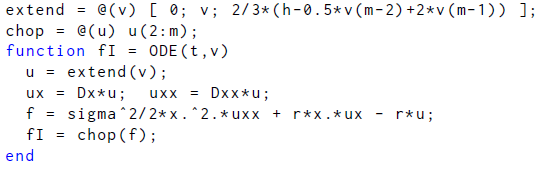 extend = @(v) [ 0; v; 2/3*(h-0.5*v(m-2)+2*v(m-1)) ];
chop = @(u) u(2:m);
function fI = ODE(t,v)
  u = extend(v);
  ux = Dx*u;  uxx = Dxx*u;
  f = sigma^2/2*x.^2.*uxx + r*x.*ux - r*u;
  fI = chop(f);
end